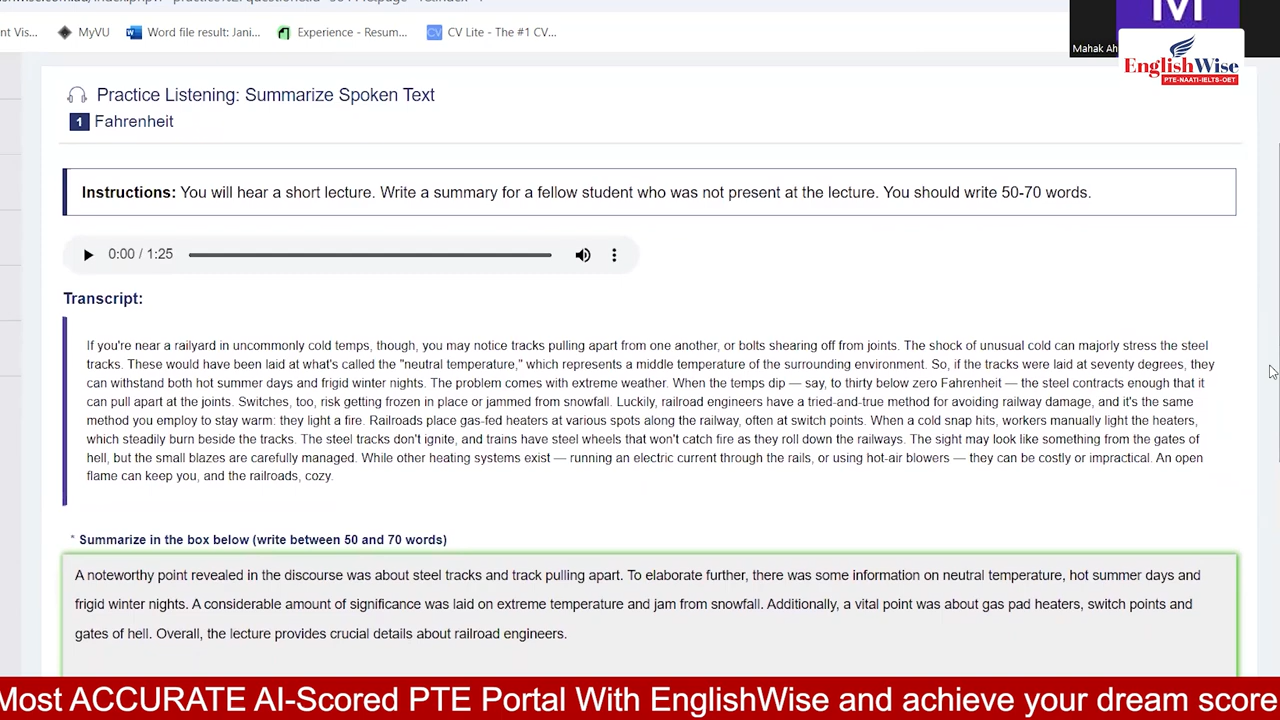 nt Vis...
MyVU
Word file result: Jani...
Experience - Resum...
CV Lite - The #1 CV...
M
Mahak Ah
EnglishWise
PTE-NAATI-IELTS-OET
Practice Listening: Summarize Spoken Text
1 Fahrenheit
Instructions: You will hear a short lecture. Write a summary for a fellow student who was not present at the lecture. You should write 50-70 words.
0:00 / 1:25
Transcript:
If you're near a railyard in uncommonly cold temps, though, you may notice tracks pulling apart from one another, or bolts shearing off from joints. The shock of unusual cold can majorly stress the steel
tracks. These would have been laid at what's called the "neutral temperature," which represents a middle temperature of the surrounding environment. So, if the tracks were laid at seventy degrees, they
can withstand both hot summer days and frigid winter nights. The problem comes with extreme weather. When the temps dip — say, to thirty below zero Fahrenheit — the steel contracts enough that it
can pull apart at the joints. Switches, too, risk getting frozen in place or jammed from snowfall. Luckily, railroad engineers have a tried-and-true method for avoiding railway damage, and it's the same
method you employ to stay warm: they light a fire. Railroads place gas-fed heaters at various spots along the railway, often at switch points. When a cold snap hits, workers manually light the heaters,
which steadily burn beside the tracks. The steel tracks don't ignite, and trains have steel wheels that won't catch fire as they roll down the railways. The sight may look like something from the gates of
hell, but the small blazes are carefully managed. While other heating systems exist — running an electric current through the rails, or using hot-air blowers — they can be costly or impractical. An open
flame can keep you, and the railroads, cozy.
* Summarize in the box below (write between 50 and 70 words)
A noteworthy point revealed in the discourse was about steel tracks and track pulling apart. To elaborate further, there was some information on neutral temperature, hot summer days and
frigid winter nights. A considerable amount of significance was laid on extreme temperature and jam from snowfall. Additionally, a vital point was about gas pad heaters, switch points and
gates of hell. Overall, the lecture provides crucial details about railroad engineers.
Most ACCURATE AI-Scored PTE Portal With EnglishWise and achieve your dream score